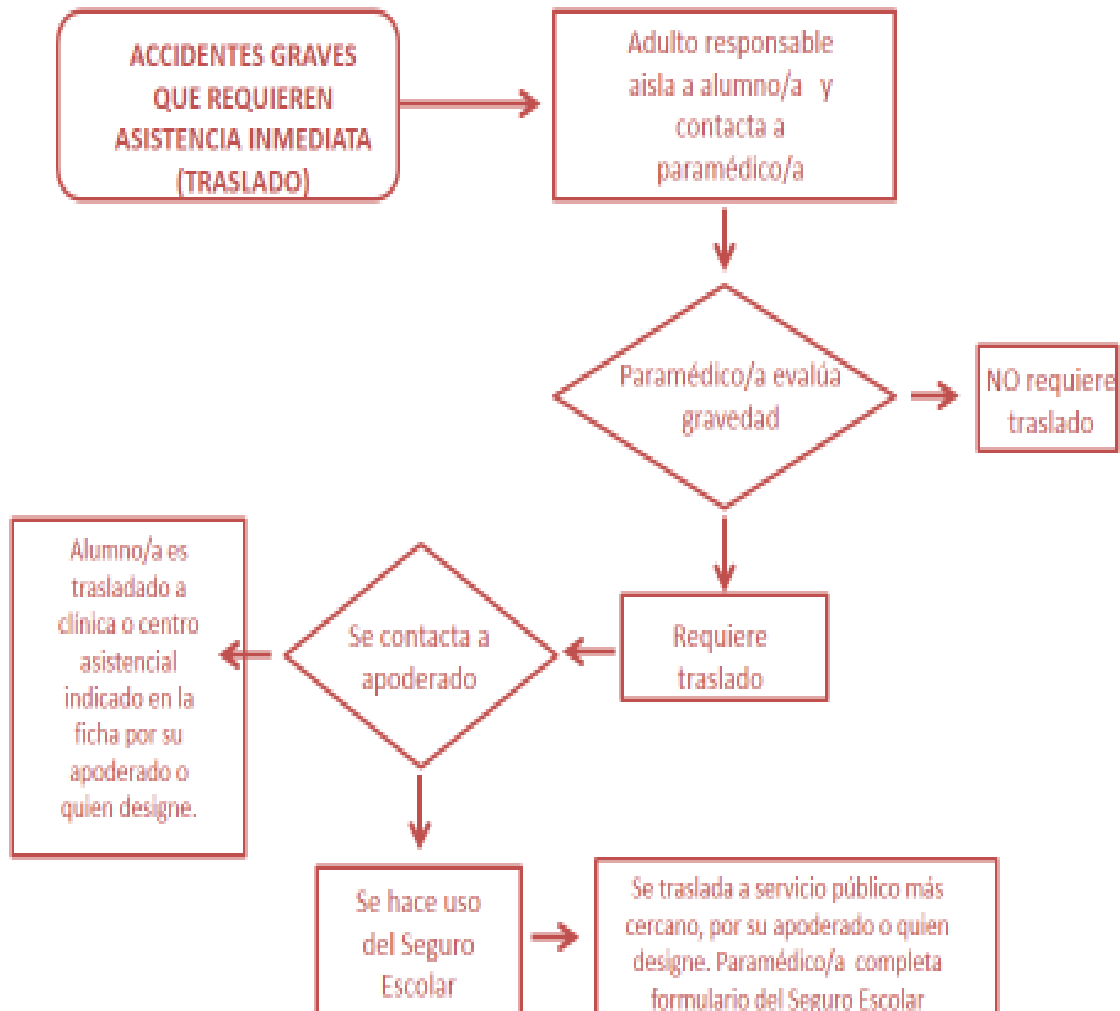 ACCIDENTES GRAVES
QUE REQUIEREN
ASISTENCIA INMEDIATA
(TRASLADO)
Adulto responsable
aisla a alumno/a y
contacta a
paramédico/a
Paramédico/a evalúa
gravedad
NO requiere
traslado
Requiere
traslado
Se contacta a
apoderado
Alumno/a es
trasladado a
clínica o centro
asistencial
indicado en la
ficha por su
apoderado o
quien designe.
Se hace uso
del Seguro
Escolar
Se traslada a servicio público más
cercano, por su apoderado o quien
designe. Paramédico/a completa
formulario del Seguro Escolar